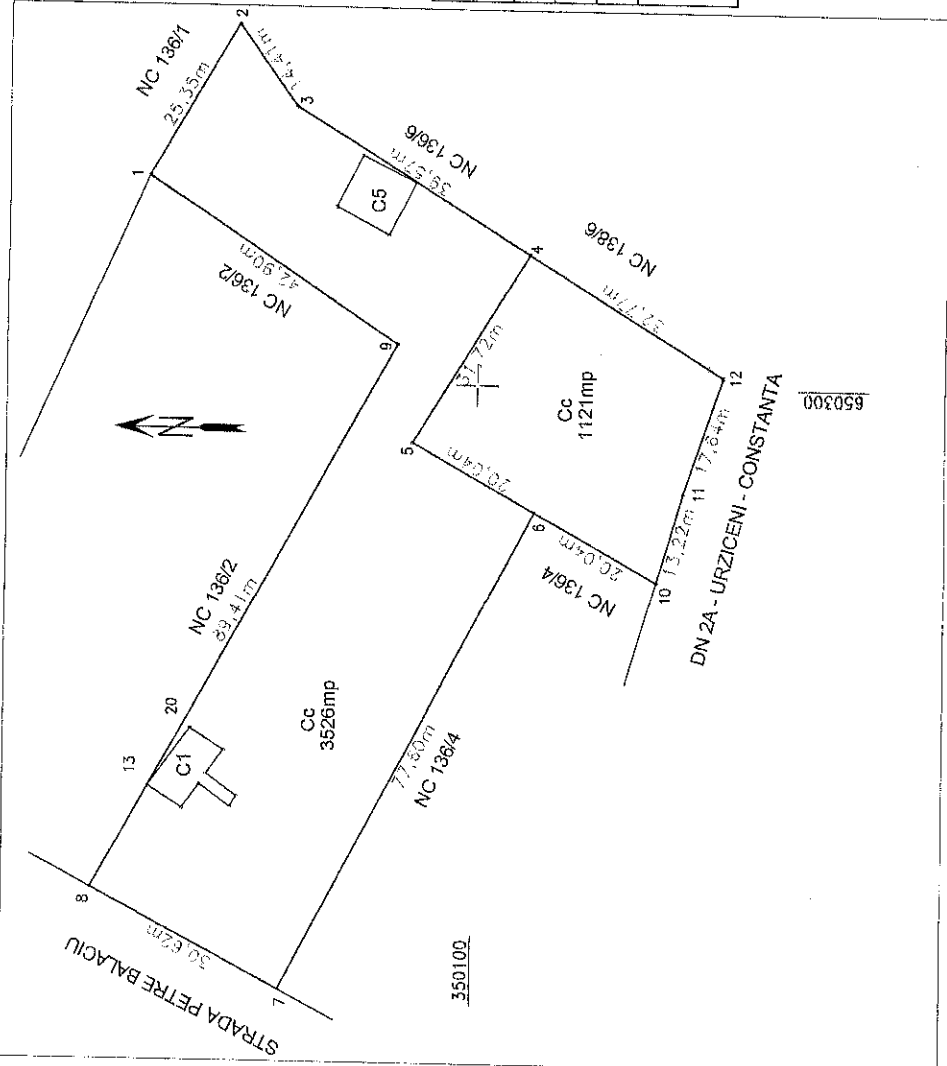 2
NC 136/1
25,35m
14,41m
3
1
NC 136/6
39,57m
C5
NC 136/2
42,90m
9
NC 138/6
4
32,77m
31,72m
5
20,04m
Cc
1121mp
12
650300
N
17,64m
11
13,22m
10
DN 2A - URZICENI - CONSTANTA
6
20,04m
NC 136/4
NC 136/2
89,41m
20
13
C1
Cc
3526mp
77,80m
NC 136/4
8
30,62m
7
STRADA PETRE BALACIU
350100